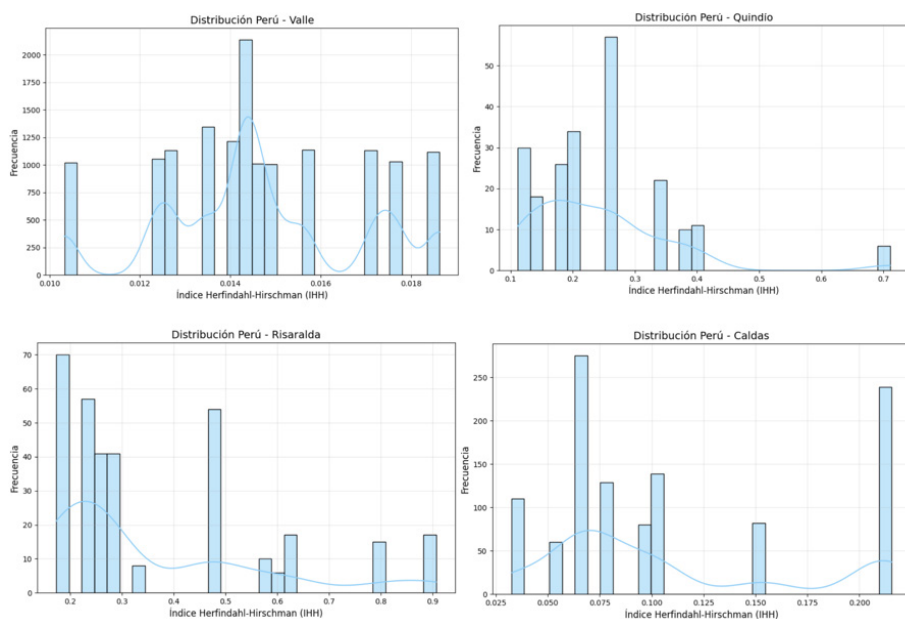 Distribución Perú - Valle
Frecuencia
2000
1750
1500
1250
1000
750
500
250
0
0.010 0.012 0.014 0.016 0.018
Índice Herfindahl-Hirschman (IHH)
Distribución Perú - Quindio
Frecuencia
50
40
30
20
10
0
0.1 0.2 0.3 0.4 0.5 0.6 0.7
Índice Herfindahl-Hirschman (IHH)
Distribución Perú - Risaralda
Frecuencia
70
60
50
40
30
20
10
0
0.2 0.3 0.4 0.5 0.6 0.7 0.8 0.9
Índice Herfindahl-Hirschman (IHH)
Distribución Perú - Caldas
Frecuencia
250
200
150
100
50
0
0.025 0.050 0.075 0.100 0.125 0.150 0.175 0.200
Índice Herfindahl-Hirschman (IHH)